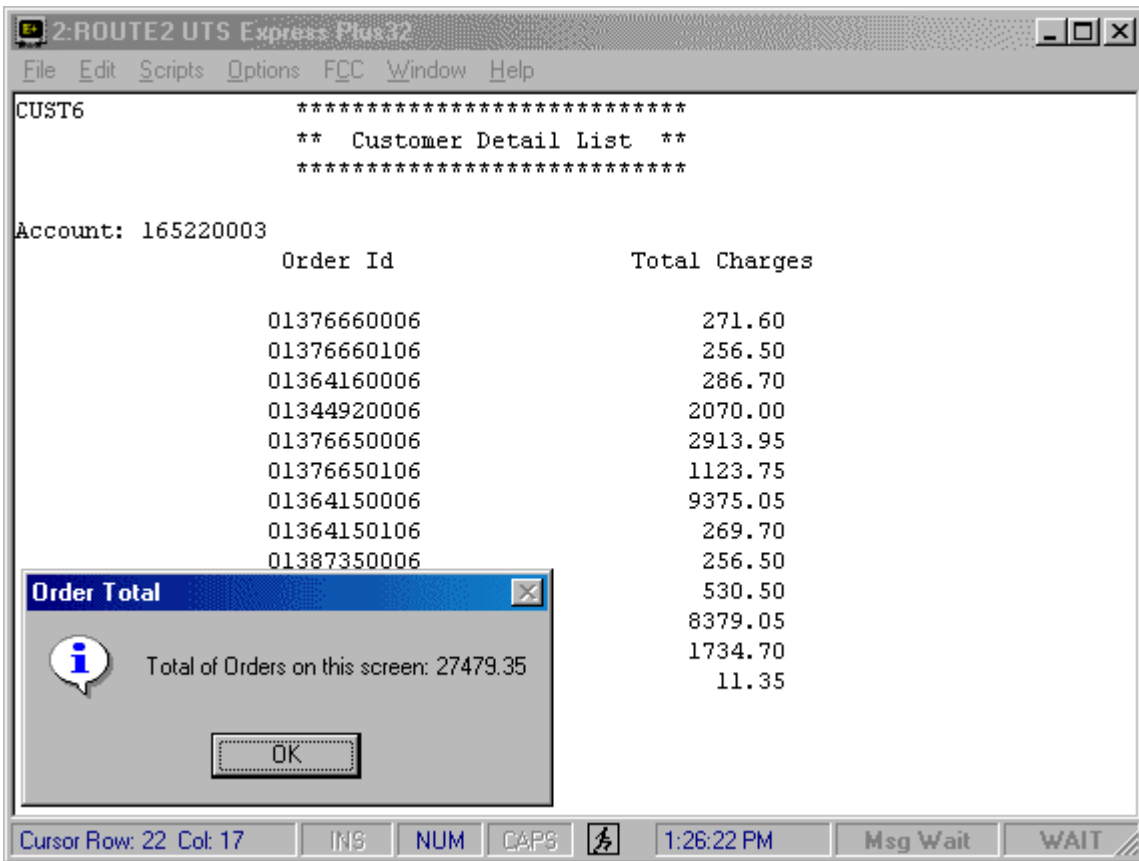 2:ROUTE2 UTS Express Plus32
File Edit Scripts Options FCC Window Help
CUST6 ****************************
** Customer Detail List **
****************************
Account: 165220003
Order Id Total Charges
01376660006 271.60
01376660106 256.50
01364160006 286.70
01344920006 2070.00
01376650006 2913.95
01376650106 1123.75
01364150006 9375.05
01364150106 269.70
01387350006 256.50
530.50
8379.05
1734.70
11.35
Order Total
Total of Orders on this screen: 27479.35
OK
Cursor Row: 22 Col: 17 INS NUM CAPS 1:26:22 PM Msg Wait WAIT